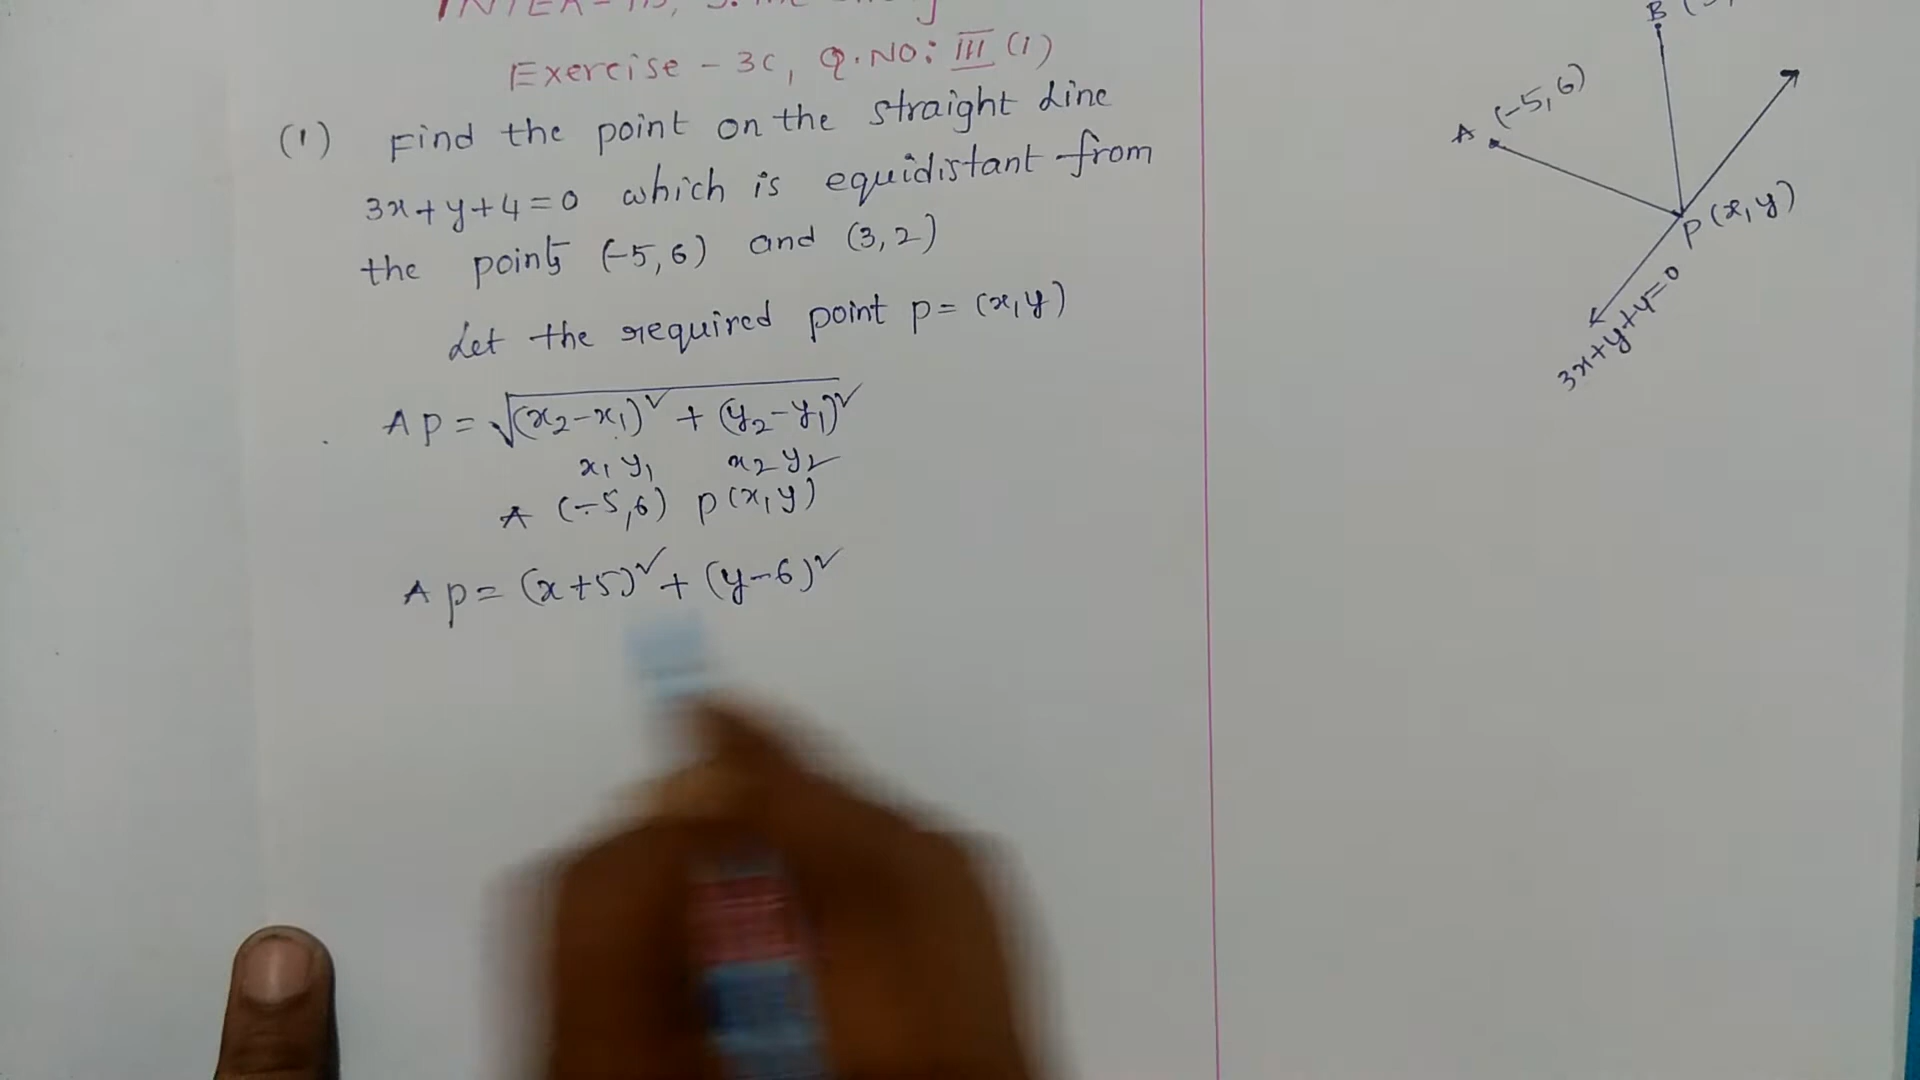 Exercise - 3C, Q.NO: III (1)
(1) Find the point on the straight Line
3x+y+4=0 which is equidistant from
the points (-5,6) and (3,2)
Let the required point p= (x,y)
AP = √(x₂-x₁)² + (y₂-y₁)²
x₁ y₁ x₂ y₂
A (-5,6) P(x,y)
AP = (x+5)² + (y-6)²
B
A (-5,6)
P(x,y)
3x+y+4=0